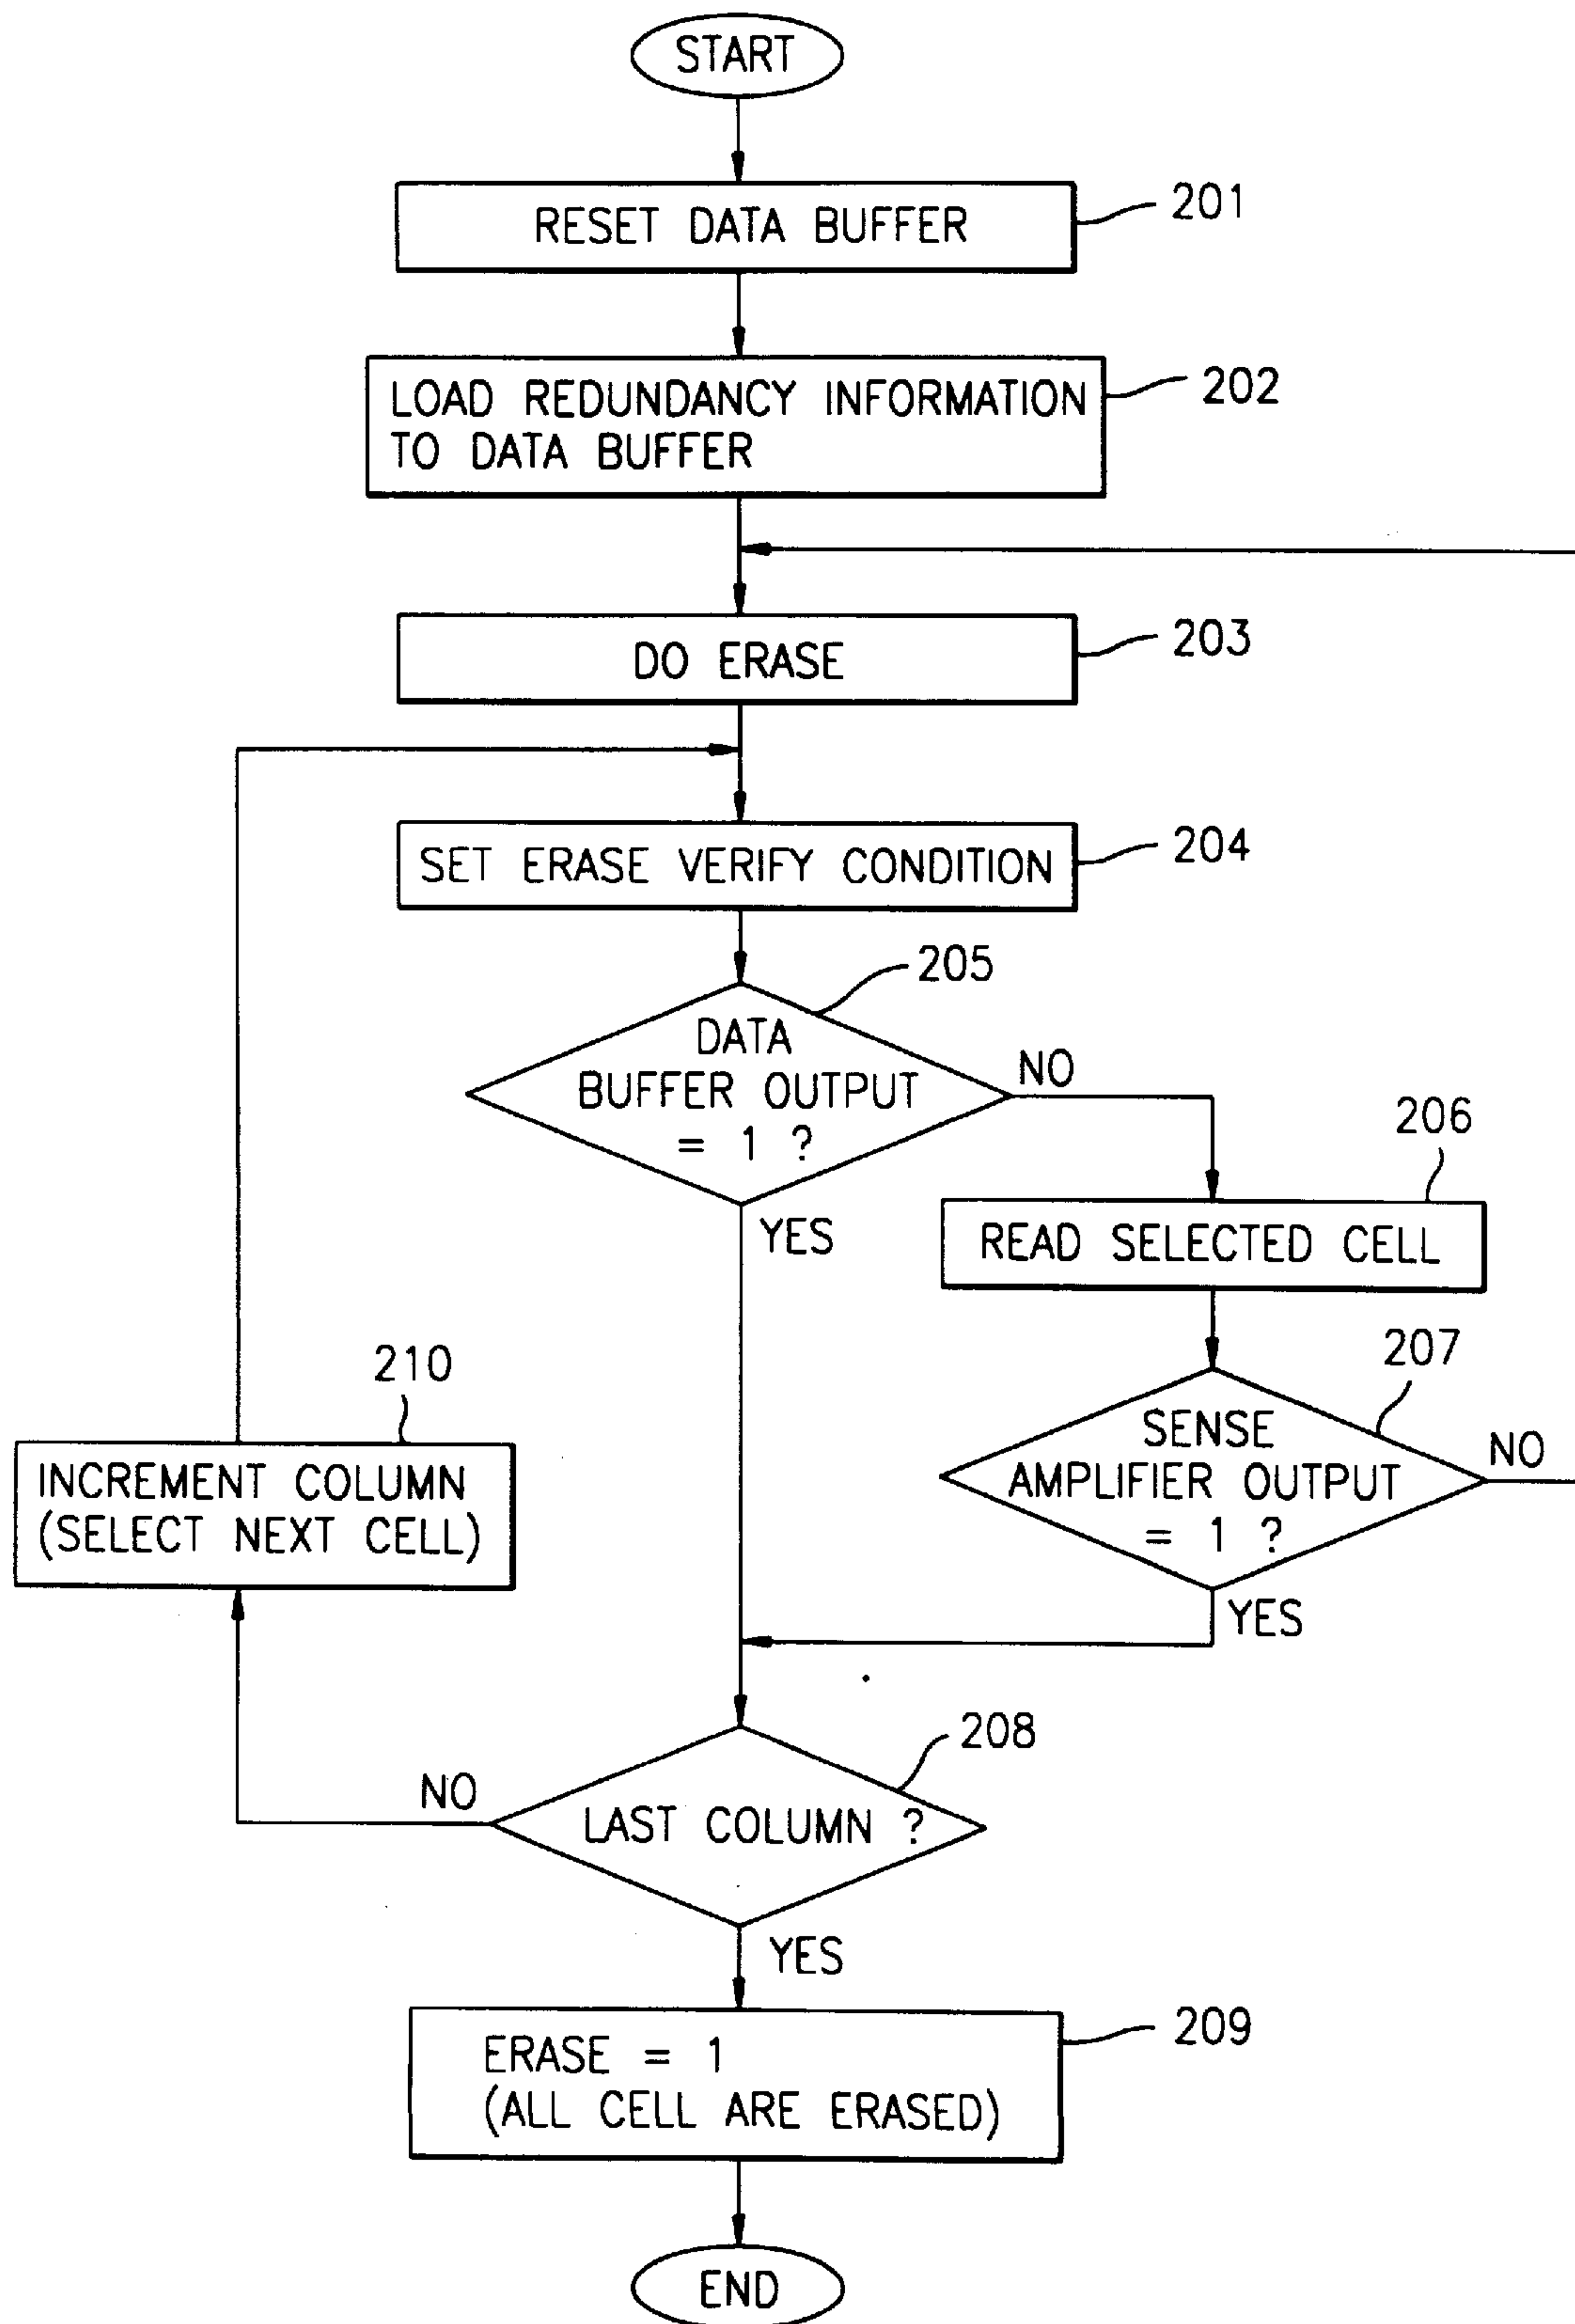 START
RESET DATA BUFFER
201
LOAD REDUNDANCY INFORMATION
TO DATA BUFFER
202
DO ERASE
203
SET ERASE VERIFY CONDITION
204
205
DATA
BUFFER OUTPUT
= 1 ?
NO
YES
206
READ SELECTED CELL
207
SENSE
AMPLIFIER OUTPUT
= 1 ?
NO
YES
210
INCREMENT COLUMN
(SELECT NEXT CELL)
208
NO
LAST COLUMN ?
YES
ERASE = 1
(ALL CELL ARE ERASED)
209
END